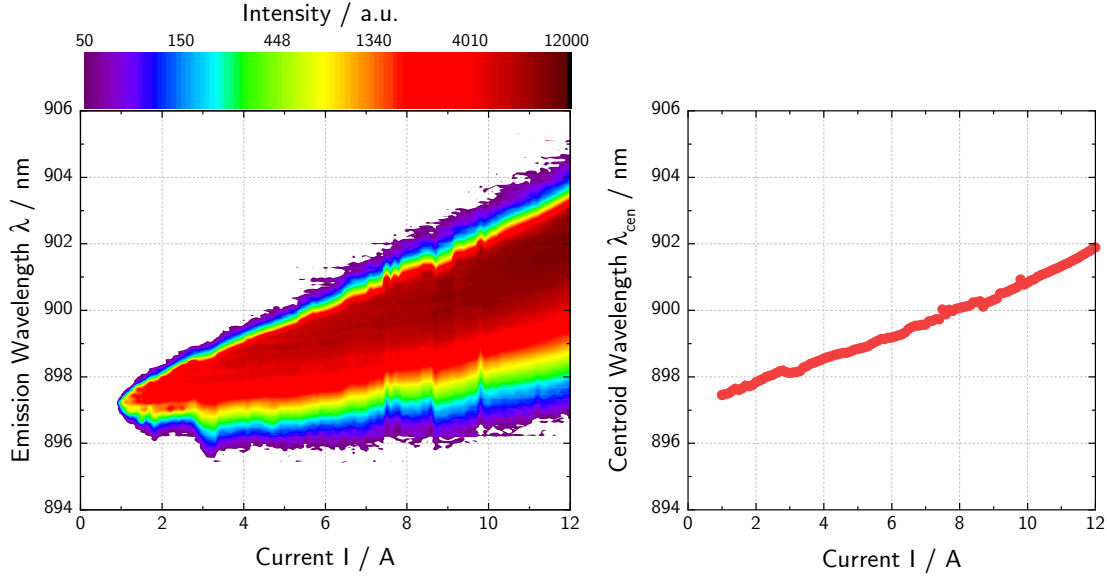 Intensity / a.u.
50 150 448 1340 4010 12000
906
904
902
900
898
896
894
0 2 4 6 8 10 12
Emission Wavelength λ / nm
Current I / A
906
904
902
900
898
896
894
0 2 4 6 8 10 12
Centroid Wavelength λcen / nm
Current I / A